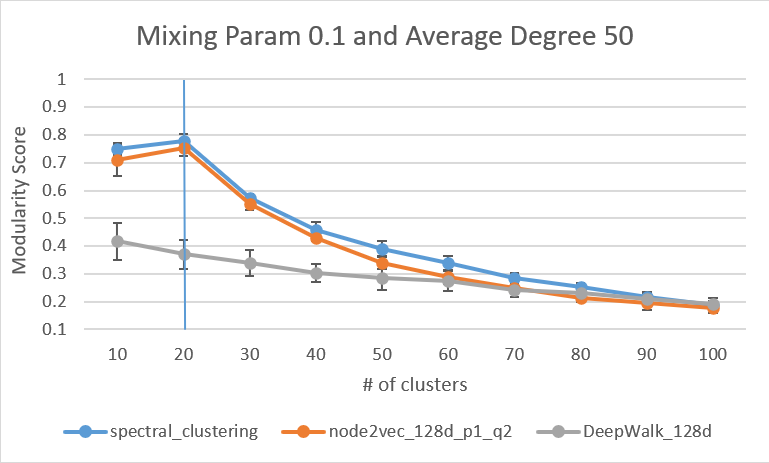 Mixing Param 0.1 and Average Degree 50
Modularity Score
1
0.9
0.8
0.7
0.6
0.5
0.4
0.3
0.2
0.1
10 20 30 40 50 60 70 80 90 100
# of clusters
spectral_clustering node2vec_128d_p1_q2 DeepWalk_128d